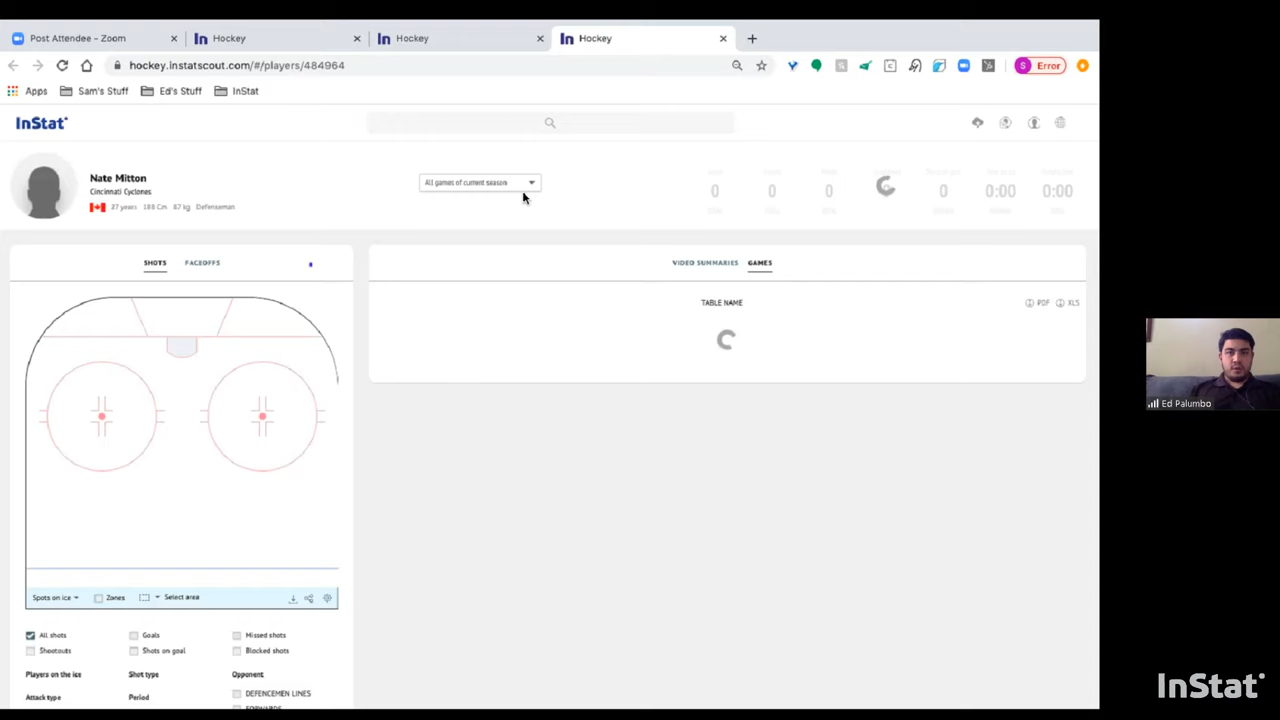 Post Attendee - Zoom
Hockey
Hockey
Hockey
hockey.instatscout.com/#/players/484964
S
Error
Apps
Sam's Stuff
Ed's Stuff
InStat
InStat
Nate Mitton
Cincinnati Cyclones
27 years 188 Cm 87 kg Defenseman
All games of current season
0
0
0
0
0:00
0:00
SHOTS
FACEOFFS
VIDEO SUMMARIES
GAMES
TABLE NAME
PDF
XLS
Spots on ice
Zones
Select area
All shots
Goals
Missed shots
Shootouts
Shots on goal
Blocked shots
Players on the ice
Shot type
Opponent
DEFENCEMEN LINES
Attack type
Period
FORWARDS
Ed Palumbo
InStat